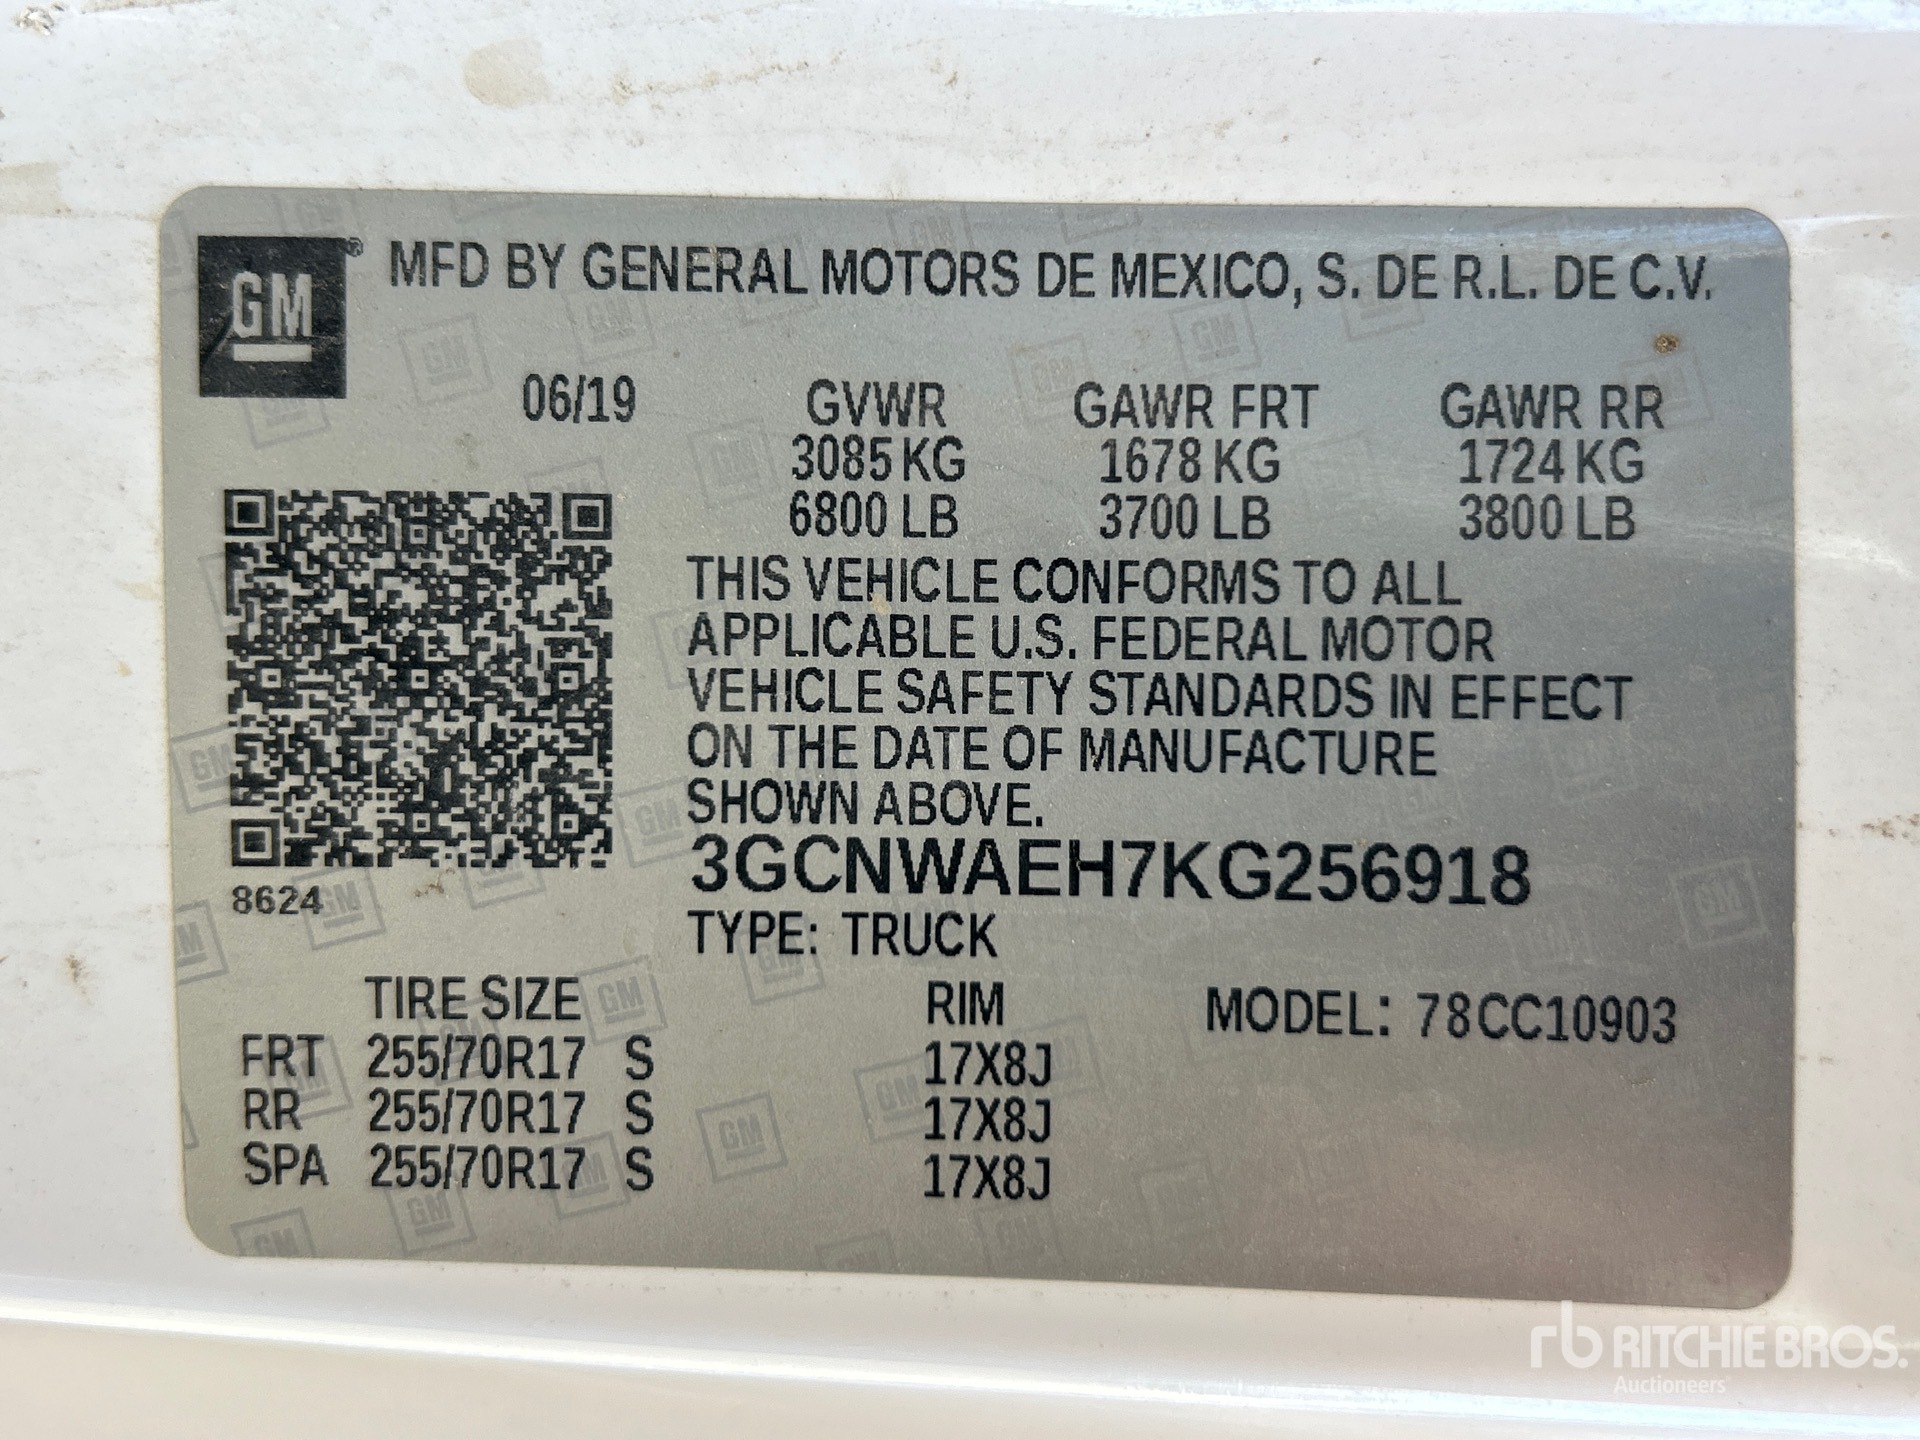 GM® MFD BY GENERAL MOTORS DE MEXICO, S. DE R.L. DE C.V.
06/19 GVWR GAWR FRT GAWR RR
3085 KG 1678 KG 1724 KG
6800 LB 3700 LB 3800 LB
THIS VEHICLE CONFORMS TO ALL
APPLICABLE U.S. FEDERAL MOTOR
VEHICLE SAFETY STANDARDS IN EFFECT
ON THE DATE OF MANUFACTURE
SHOWN ABOVE.
3GCNWAEH7KG256918
8624
TYPE: TRUCK
TIRE SIZE RIM MODEL: 78CC10903
FRT 255/70R17 S 17X8J
RR 255/70R17 S 17X8J
SPA 255/70R17 S 17X8J
rb RITCHIE BROS.
Auctioneers